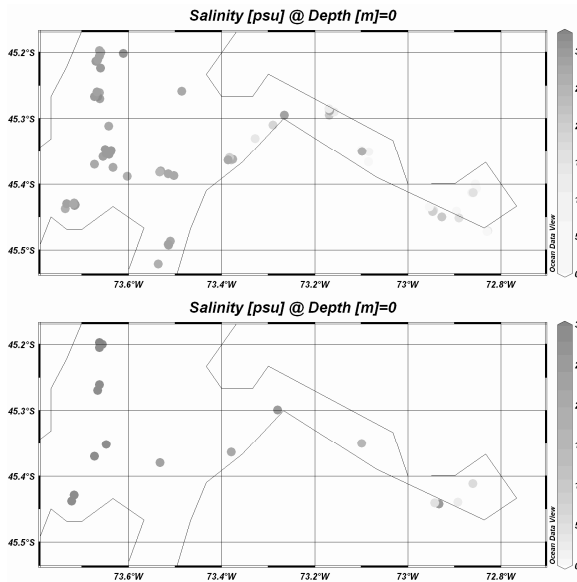 Salinity [psu] @ Depth [m]=0
45.2°S
45.3°S
45.4°S
45.5°S
73.6°W
73.4°W
73.2°W
73°W
72.8°W
Ocean Data View
Salinity [psu] @ Depth [m]=0
45.2°S
45.3°S
45.4°S
45.5°S
73.6°W
73.4°W
73.2°W
73°W
72.8°W
Ocean Data View